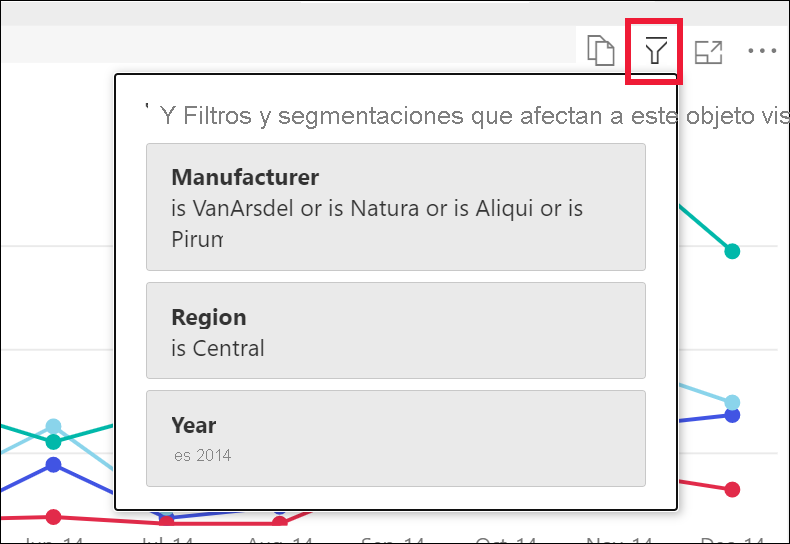 Y Filtros y segmentaciones que afectan a este objeto vis
Manufacturer
is VanArsdel or is Natura or is Aliqui or is
Pirum
Region
is Central
Year
es 2014
Jun 14 Jul 14 Aug 14 Sep 14 Oct 14 Nov 14 Dec 14